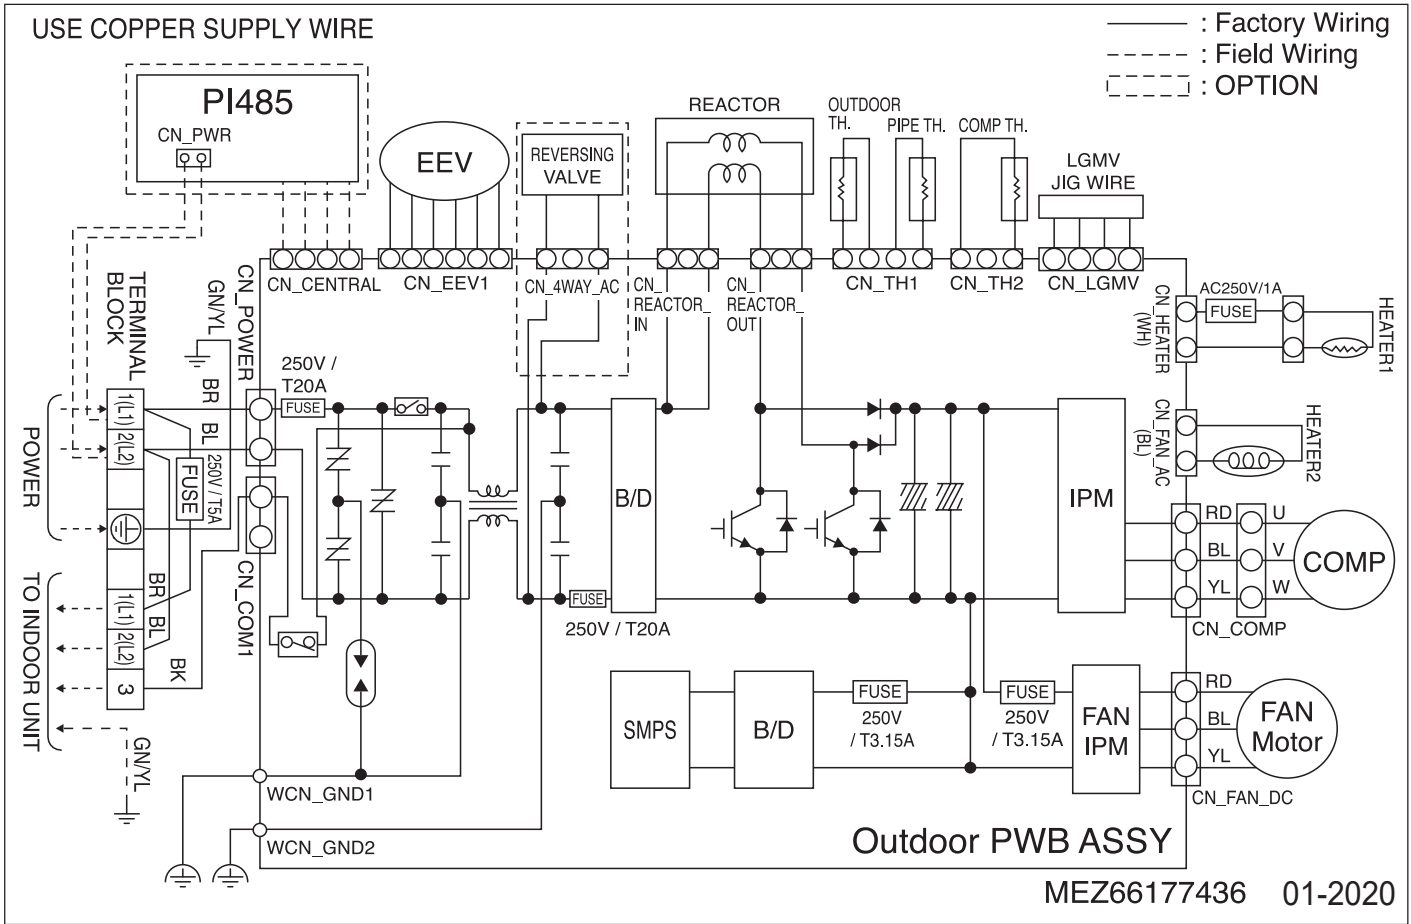 USE COPPER SUPPLY WIRE
: Factory Wiring
: Field Wiring
: OPTION
PI485
CN_PWR
EEV
REVERSING
VALVE
REACTOR
OUTDOOR
TH.
PIPE TH.
COMP TH.
LGMV
JIG WIRE
CN_CENTRAL
CN_EEV1
CN_4WAY_AC
CN_
REACTOR_
IN
CN_
REACTOR_
OUT
CN_TH1
CN_TH2
CN_LGMV
TERMINAL
BLOCK
GN/YL
CN_POWER
250V /
T20A
FUSE
AC250V/1A
FUSE
CN_HEATER
(WH)
HEATER1
POWER
1(L1)
2(L2)
BR
BL
FUSE
250V / T5A
CN_FAN_AC
(BL)
HEATER2
B/D
IPM
RD
U
BL
V
YL
W
COMP
CN_COMP
CN_COM1
TO INDOOR UNIT
1(L1)
2(L2)
3
BR
BL
BK
GN/YL
FUSE
250V / T20A
SMPS
B/D
FUSE
250V
/ T3.15A
FUSE
250V
/ T3.15A
FAN
IPM
RD
BL
YL
FAN
Motor
CN_FAN_DC
WCN_GND1
WCN_GND2
Outdoor PWB ASSY
MEZ66177436 01-2020